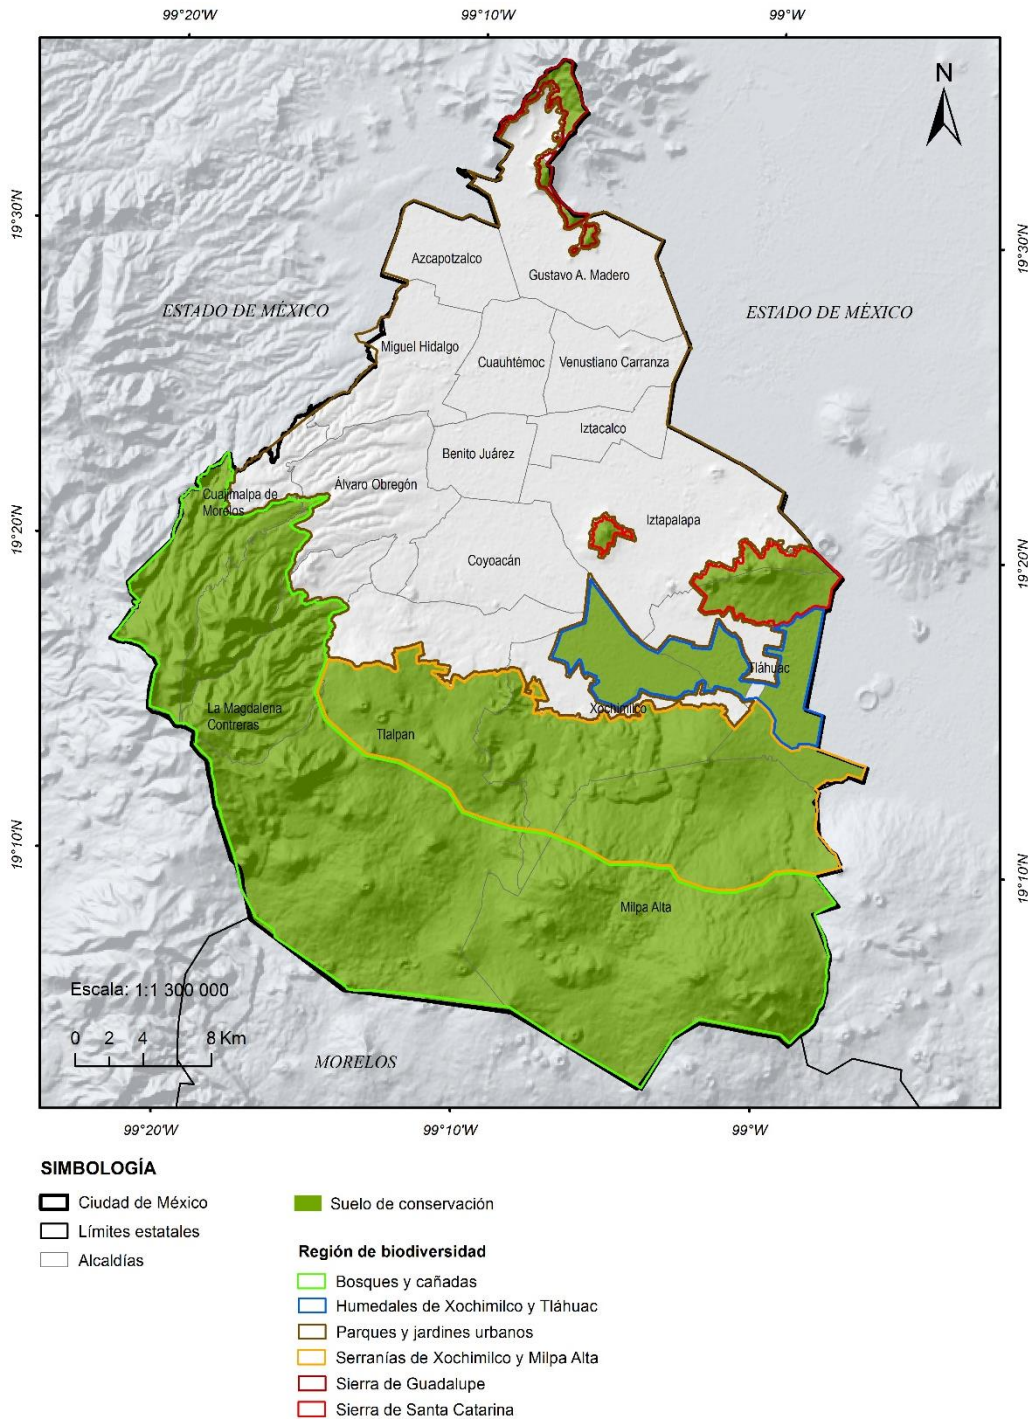 99°20'W 99°10'W 99°W
N
19°30'N
19°30'N
Azcapotzalco
Gustavo A. Madero
ESTADO DE MÉXICO
ESTADO DE MÉXICO
Miguel Hidalgo
Cuauhtémoc
Venustiano Carranza
Iztacalco
Benito Juárez
Álvaro Obregón
Cuajimalpa de
Morelos
Iztapalapa
19°20'N
19°20'N
Coyoacán
Tláhuac
La Magdalena
Contreras
Xochimilco
Tlalpan
19°10'N
19°10'N
Milpa Alta
Escala: 1:1 300 000
0 2 4 8 Km
MORELOS
99°20'W 99°10'W 99°W
SIMBOLOGÍA
Ciudad de México
Límites estatales
Alcaldías
Suelo de conservación
Región de biodiversidad
Bosques y cañadas
Humedales de Xochimilco y Tláhuac
Parques y jardines urbanos
Serranías de Xochimilco y Milpa Alta
Sierra de Guadalupe
Sierra de Santa Catarina